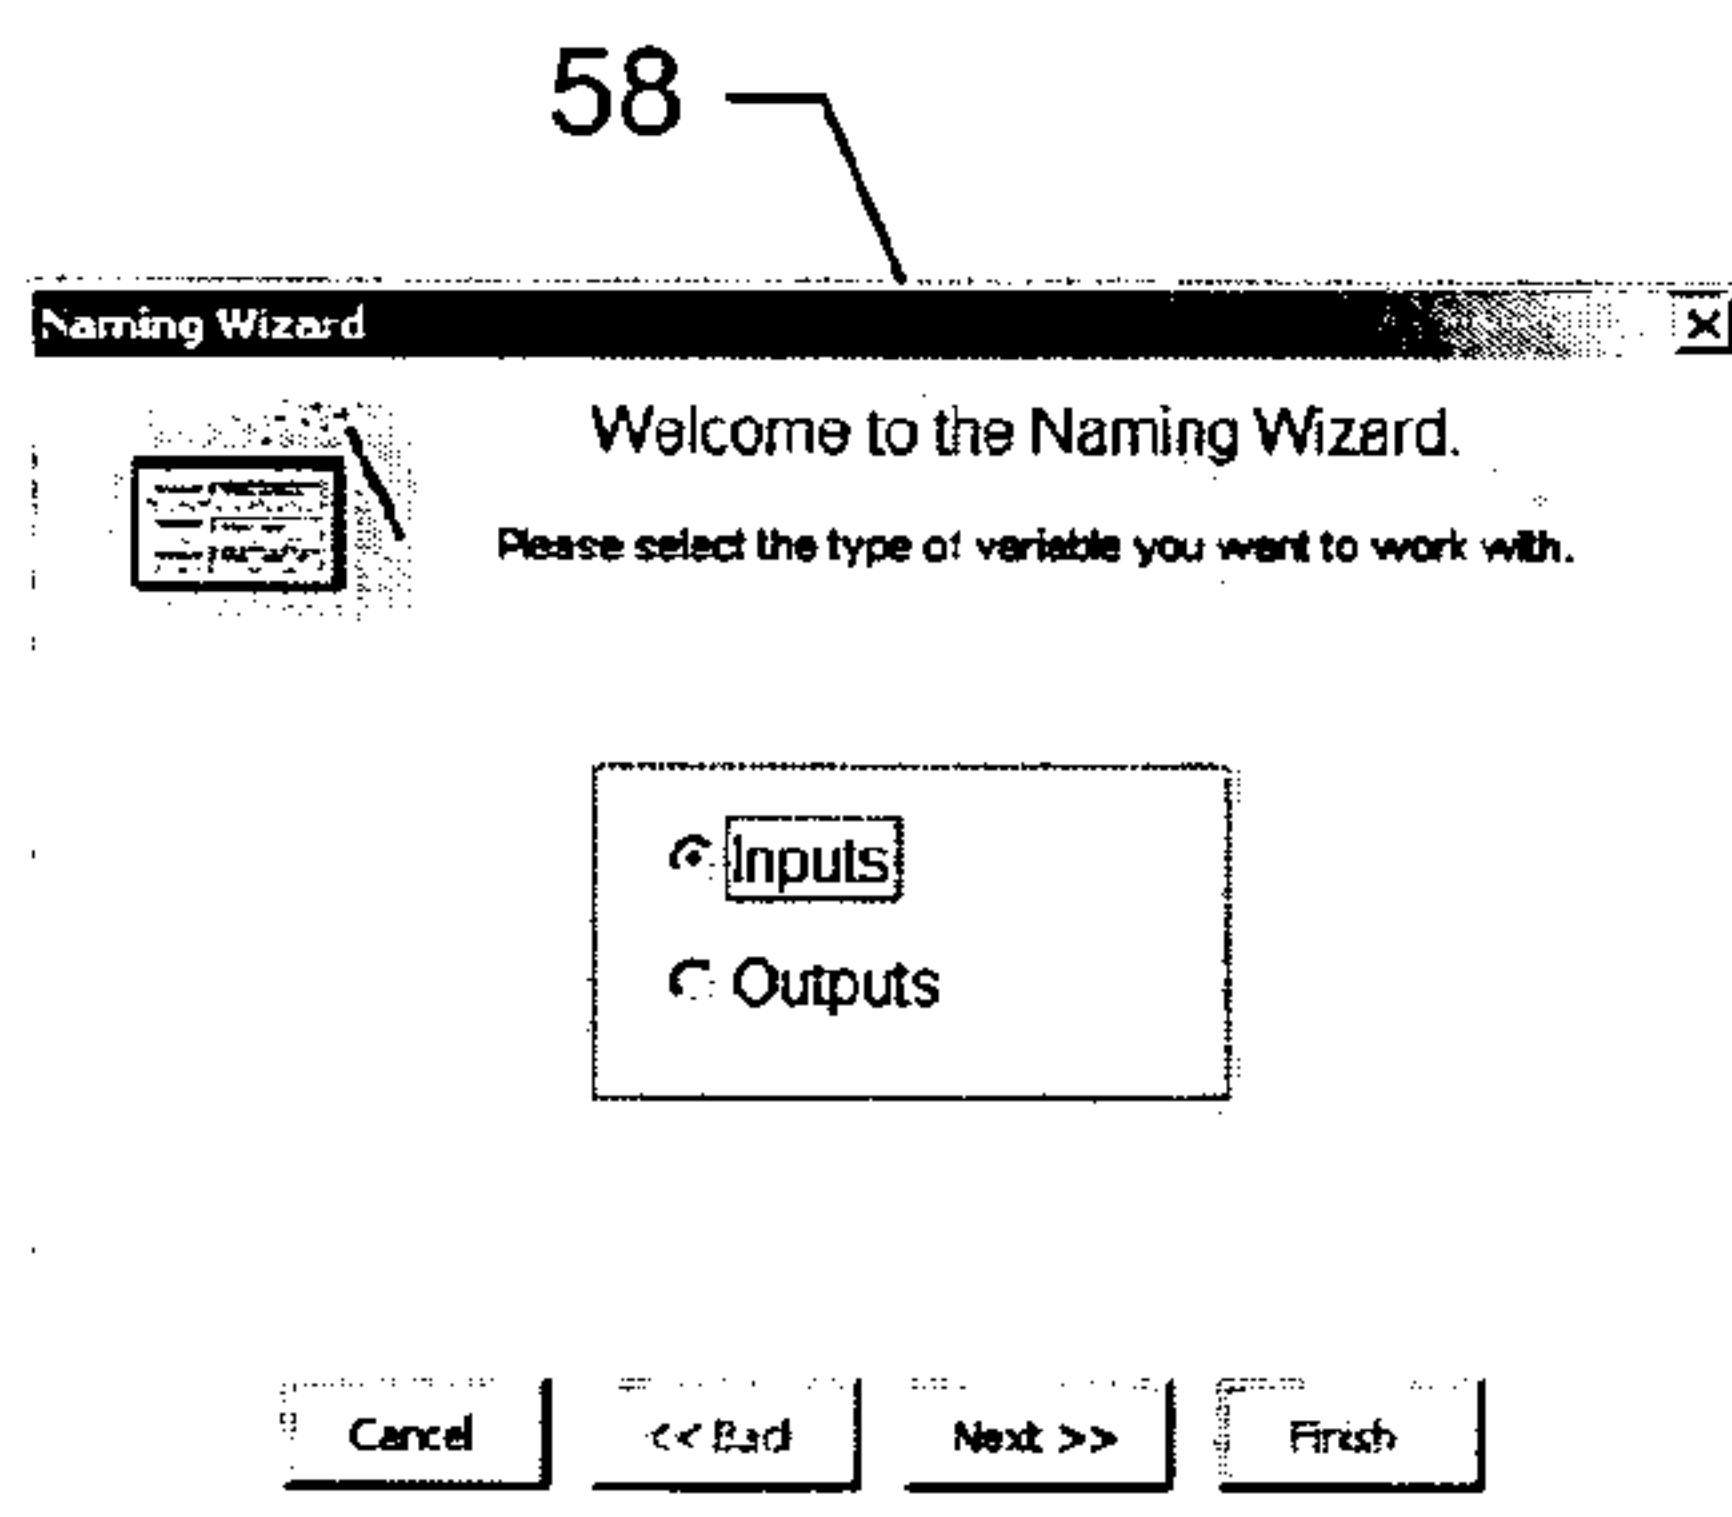 58
Naming Wizard
Welcome to the Naming Wizard.
Please select the type of variable you want to work with.
Inputs
Outputs
Cancel << Back Next >> Finish